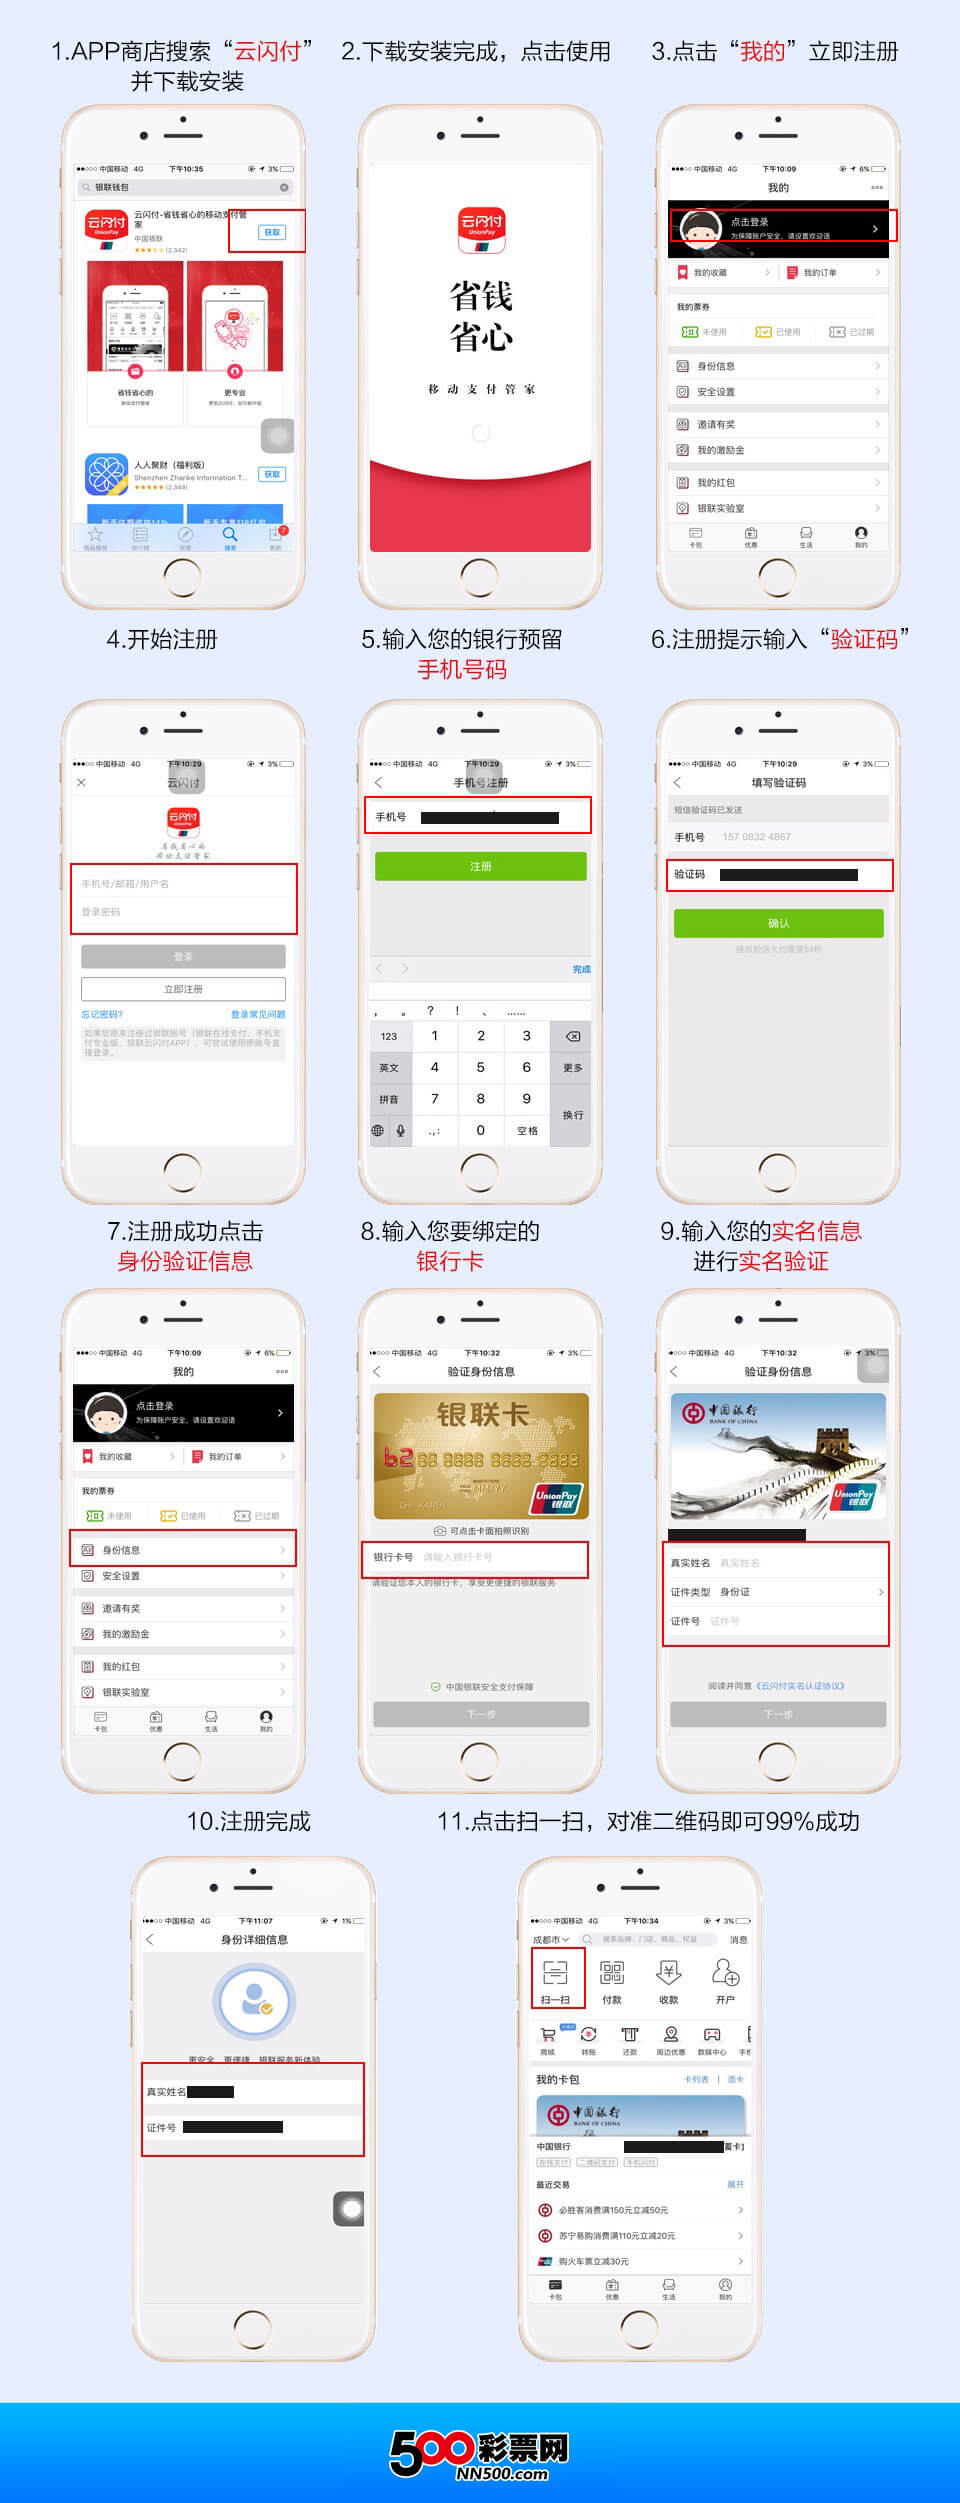 1.APP商店搜索“云闪付”
并下载安装
2.下载安装完成，点击使用
3.点击“我的”立即注册
中国移动 4G 下午10:35 3%
银联钱包
云闪付-省钱省心的移动支付管
家
中国银联
(2,342)
获取
云闪付
UnionPay
省钱省心的
移动支付管家
更专业
人人聚财（福利版）
Shenzhen Zhanke Information T...
(2,349)
获取
精品推荐 排行榜 探索 搜索 更新
7
云闪付
UnionPay
省钱
省心
移动支付管家
中国移动 4G 下午10:09 6%
我的
点击登录
为保障账户安全，请设置欢迎语
我的收藏 我的订单
我的票券
未使用 已使用 已过期
身份信息
安全设置
邀请有奖
我的激励金
我的红包
银联实验室
卡包 优惠 生活 我的
4.开始注册
5.输入您的银行预留
手机号码
6.注册提示输入“验证码”
中国移动 4G 下午10:29 3%
云闪付
云闪付
UnionPay
省钱省心的
移动支付管家
手机号/邮箱/用户名
登录密码
登录
立即注册
忘记密码? 登录常见问题
如果您原来注册过银联账号（银联在线支付、手机支
付专业版、银联云闪付APP），可尝试使用原账号直
接登录。
中国移动 4G 下午10:29 3%
手机号注册
手机号
注册
完成
， 。 ? ! 、 ......
123 1 2 3
英文 4 5 6 更多
拼音 7 8 9 换行
.,: 0 空格
中国移动 4G 下午10:29 3%
填写验证码
短信验证码已发送
手机号 157 0832 4867
验证码
确认
接收短信大约需要54秒
7.注册成功点击
身份验证信息
8.输入您要绑定的
银行卡
9.输入您的实名信息
进行实名验证
中国移动 4G 下午10:09 6%
我的
点击登录
为保障账户安全，请设置欢迎语
我的收藏 我的订单
我的票券
未使用 已使用 已过期
身份信息
安全设置
邀请有奖
我的激励金
我的红包
银联实验室
卡包 优惠 生活 我的
中国移动 4G 下午10:32 3%
验证身份信息
银联卡
MM/YY
CHI KAREN
UnionPay
银联
可点击卡面拍照识别
银行卡号 请输入银行卡号
请验证您本人的银行卡，享受更便捷的银联服务
中国银联安全支付保障
下一步
中国移动 4G 下午10:32 3%
验证身份信息
中国银行
BANK OF CHINA
UnionPay
银联
真实姓名 真实姓名
证件类型 身份证
证件号 证件号
阅读并同意《云闪付实名认证协议》
下一步
10.注册完成
11.点击扫一扫，对准二维码即可99%成功
中国移动 4G 下午11:07 1%
身份详细信息
更安全、更便捷、银联服务新体验
真实姓名
证件号
中国移动 4G 下午10:34 3%
成都市 搜索品牌、门店、商品、权益 消息
扫一扫 付款 收款 开户
商城 转账 还款 周边优惠 数娱中心 手机
我的卡包 卡列表 | 添卡
中国银行
BANK OF CHINA
中国银行 蓄卡]
在线支付 二维码支付 手机闪付
最近交易 展开
必胜客消费满150元立减50元
苏宁易购消费满110元立减20元
购火车票立减30元
卡包 优惠 生活 我的
500彩票网
NN500.com